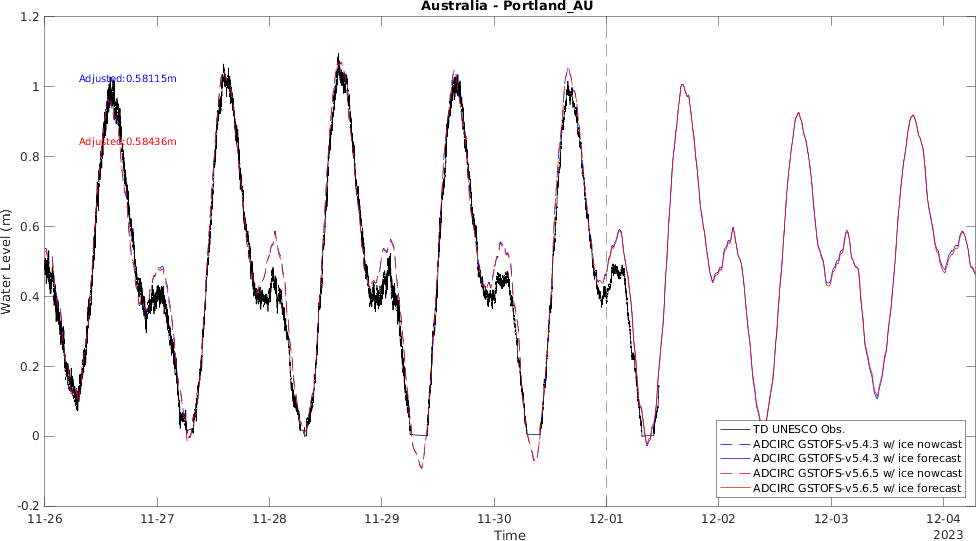 Australia - Portland_AU
1.2
1
0.8
0.6
0.4
0.2
0
-0.2
Water Level (m)
Adjusted:0.58115m
Adjusted:0.58436m
TD UNESCO Obs.
ADCIRC GSTOFS-v5.4.3 w/ ice nowcast
ADCIRC GSTOFS-v5.4.3 w/ ice forecast
ADCIRC GSTOFS-v5.6.5 w/ ice nowcast
ADCIRC GSTOFS-v5.6.5 w/ ice forecast
11-26 11-27 11-28 11-29 11-30 12-01 12-02 12-03 12-04
Time
2023